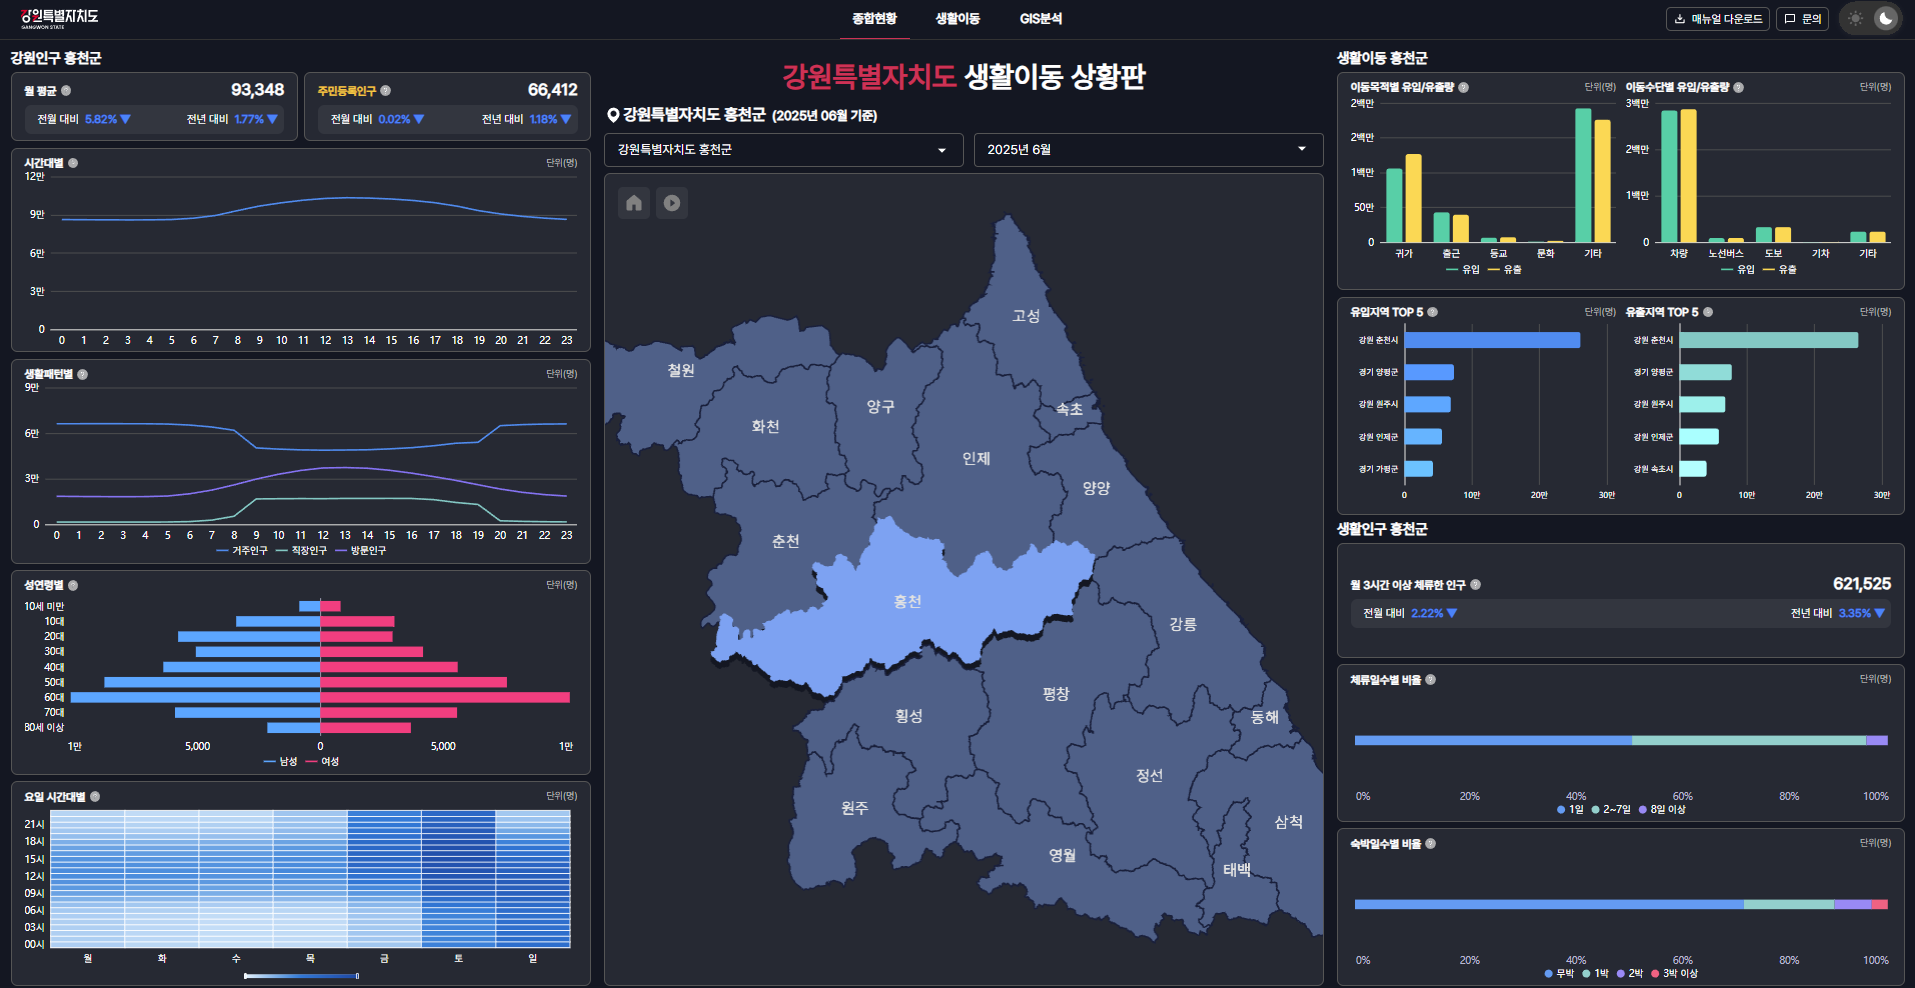 강원특별자치도
GANGWON STATE
종합현황
생활이동
GIS분석
매뉴얼 다운로드
문의
강원인구 홍천군
월 평균
93,348
전월 대비 5.82% ▼
전년 대비 1.77% ▼
주민등록인구
66,412
전월 대비 0.02% ▼
전년 대비 1.18% ▼
시간대별
단위(명)
12만
9만
6만
3만
0
0 1 2 3 4 5 6 7 8 9 10 11 12 13 14 15 16 17 18 19 20 21 22 23
생활패턴별
단위(명)
9만
6만
3만
0
0 1 2 3 4 5 6 7 8 9 10 11 12 13 14 15 16 17 18 19 20 21 22 23
거주인구 직장인구 방문인구
성연령별
단위(명)
10세 미만
10대
20대
30대
40대
50대
60대
70대
80세 이상
1만 5,000 0 5,000 1만
남성 여성
요일 시간대별
단위(명)
21시
18시
15시
12시
09시
06시
03시
00시
월 화 수 목 금 토 일
강원특별자치도 생활이동 상황판
강원특별자치도 홍천군 (2025년 06월 기준)
강원특별자치도 홍천군
2025년 6월
고성
철원
양구
속초
화천
인제
양양
춘천
홍천
강릉
평창
횡성
동해
정선
원주
삼척
영월
태백
생활이동 홍천군
이동목적별 유입/유출량
단위(명)
2백만
2백만
1백만
50만
0
귀가 출근 등교 문화 기타
유입 유출
이동수단별 유입/유출량
단위(명)
3백만
2백만
1백만
0
차량 노선버스 도보 기차 기타
유입 유출
유입지역 TOP 5
단위(명)
강원 춘천시
경기 양평군
강원 원주시
강원 인제군
경기 가평군
0 10만 20만 30만
유출지역 TOP 5
단위(명)
강원 춘천시
경기 양평군
강원 원주시
강원 인제군
강원 속초시
0 10만 20만 30만
생활인구 홍천군
월 3시간 이상 체류한 인구
621,525
전월 대비 2.22% ▼
전년 대비 3.35% ▼
체류일수별 비율
단위(명)
0% 20% 40% 60% 80% 100%
1일 2~7일 8일 이상
숙박일수별 비율
단위(명)
0% 20% 40% 60% 80% 100%
무박 1박 2박 3박 이상